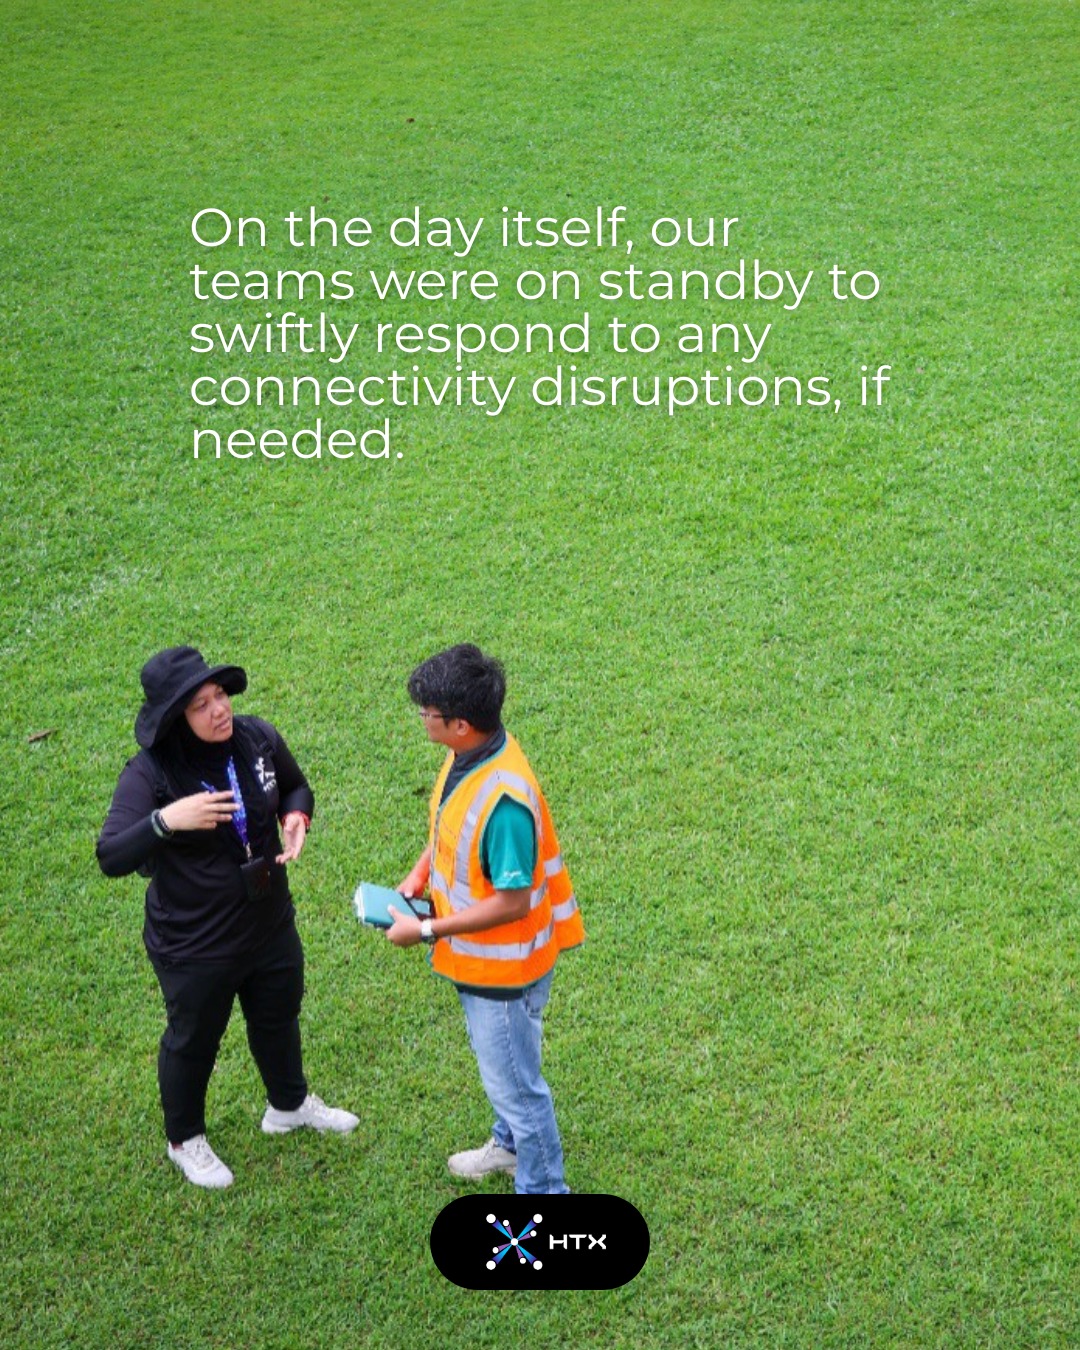 On the day itself, our
teams were on standby to
swiftly respond to any
connectivity disruptions, if
needed.
HTX